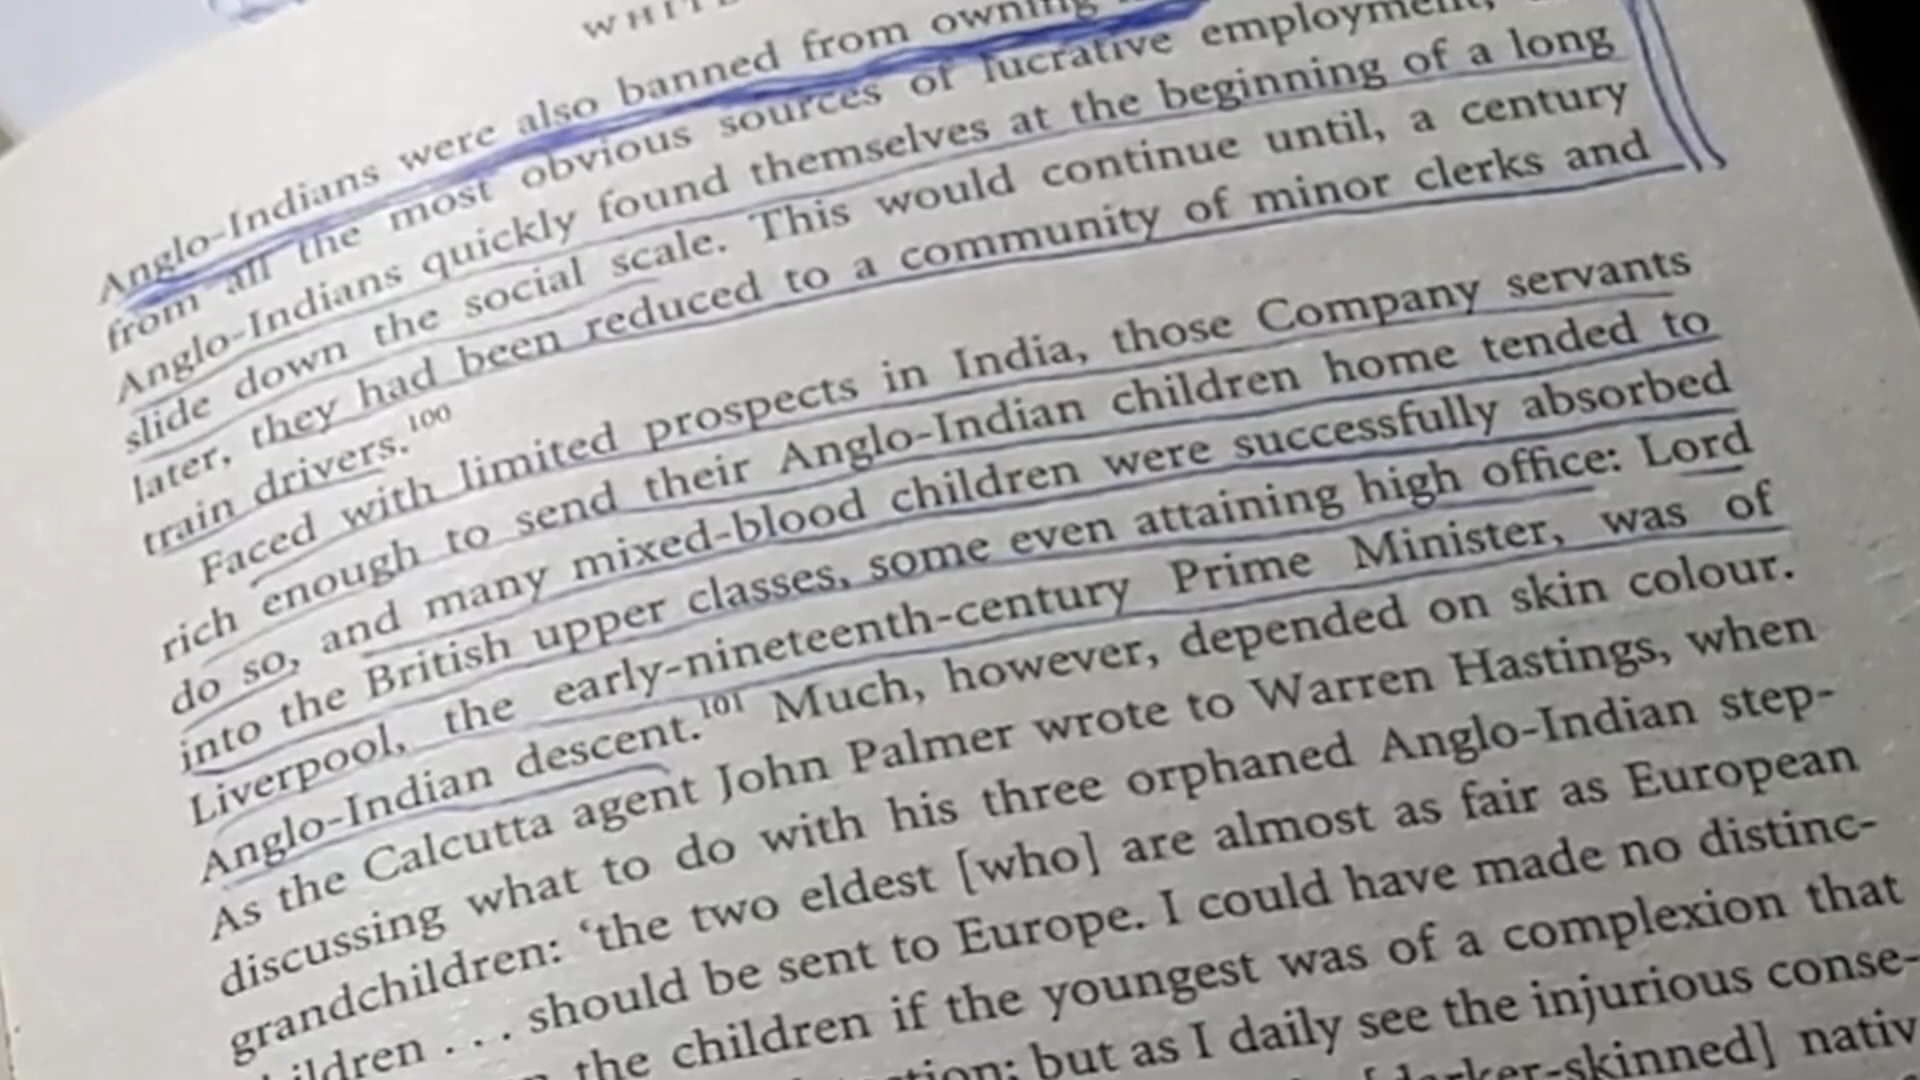 Anglo-Indians were also banned from owning
from all the most obvious sources of lucrative employment,
Anglo-Indians quickly found themselves at the beginning of a long
slide down the social scale. This would continue until, a century
later, they had been reduced to a community of minor clerks and
train drivers.100
Faced with limited prospects in India, those Company servants
rich enough to send their Anglo-Indian children home tended to
do so, and many mixed-blood children were successfully absorbed
into the British upper classes, some even attaining high office: Lord
Liverpool, the early-nineteenth-century Prime Minister, was of
Anglo-Indian descent.101 Much, however, depended on skin colour.
As the Calcutta agent John Palmer wrote to Warren Hastings, when
discussing what to do with his three orphaned Anglo-Indian step-
grandchildren: 'the two eldest [who] are almost as fair as European
children . . . should be sent to Europe. I could have made no distinc-
the children if the youngest was of a complexion that
but as I daily see the injurious conse-